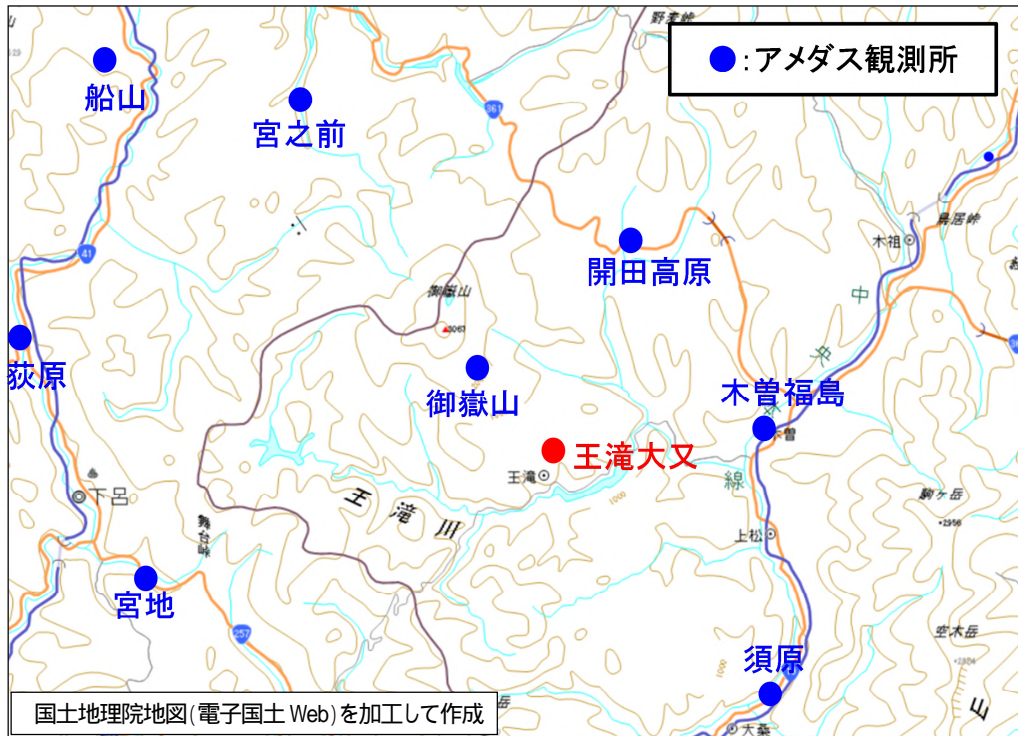 野麦峠
：アメダス観測所
船山
宮之前
361
鳥居峠
木祖
41
開田高原
中
御嶽山
3067
央
荻原
御嶽山
木曽福島
王滝大又
王滝
線
下呂
王滝川
1000
駒ヶ岳
2956
舞台峠
上松
宮地
257
空木岳
須原
1000
山
大桑
国土地理院地図(電子国土Web)を加工して作成